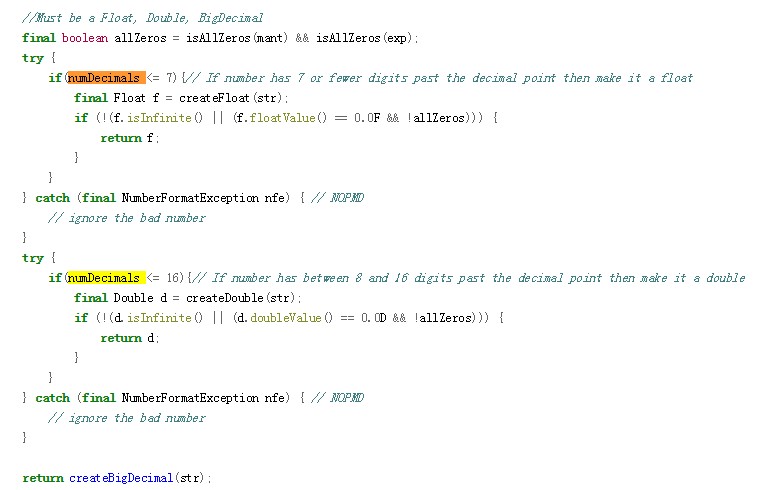 //Must be a Float, Double, BigDecimal
final boolean allZeros = isAllZeros(mant) && isAllZeros(exp);
try {
if(numDecimals <= 7){// If number has 7 or fewer digits past the decimal point then make it a float
final Float f = createFloat(str);
if (!(f.isInfinite() || (f.floatValue() == 0.0F && !allZeros))) {
return f;
}
}
} catch (final NumberFormatException nfe) { // NOPMD
// ignore the bad number
}
try {
if(numDecimals <= 16){// If number has between 8 and 16 digits past the decimal point then make it a double
final Double d = createDouble(str);
if (!(d.isInfinite() || (d.doubleValue() == 0.0D && !allZeros))) {
return d;
}
}
} catch (final NumberFormatException nfe) { // NOPMD
// ignore the bad number
}
return createBigDecimal(str);